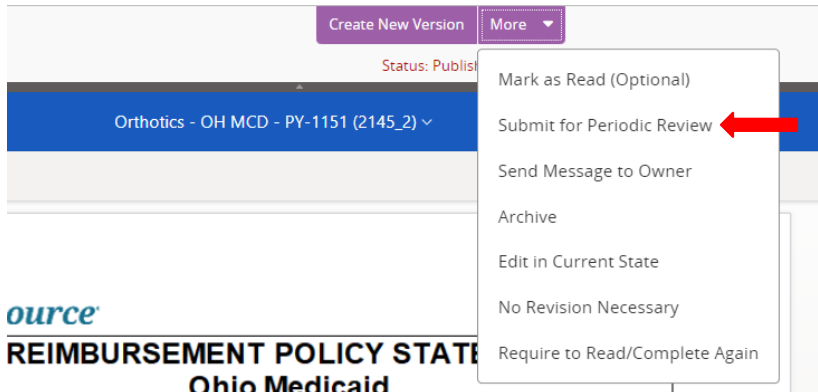 Create New Version More
Status: Publish
Mark as Read (Optional)
Orthotics - OH MCD - PY-1151 (2145_2)
Submit for Periodic Review
Send Message to Owner
Archive
Edit in Current State
No Revision Necessary
Require to Read/Complete Again
ource
REIMBURSEMENT POLICY STATE
Ohio Medicaid